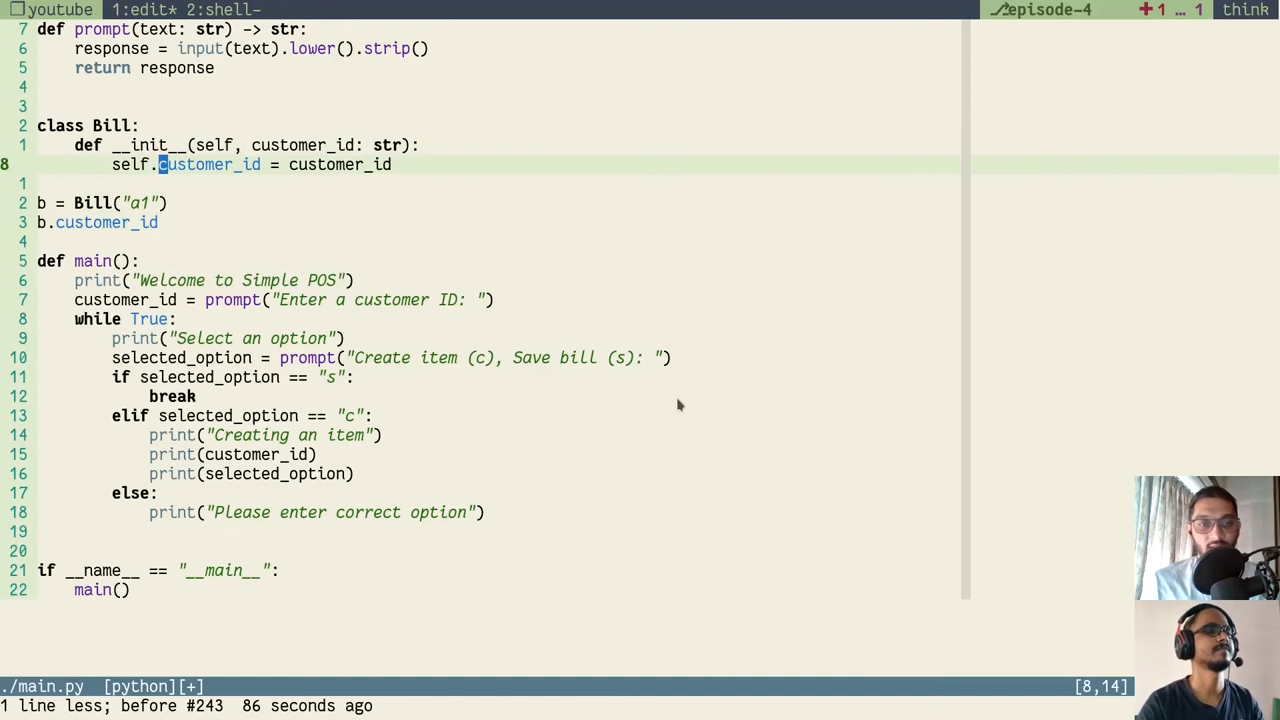 youtube 1:edit* 2:shell- episode-4 +1 … 1 think
7 def prompt(text: str) -> str:
6 response = input(text).lower().strip()
5 return response
4
3
2 class Bill:
1 def __init__(self, customer_id: str):
8 self.customer_id = customer_id
1
2 b = Bill("a1")
3 b.customer_id
4
5 def main():
6 print("Welcome to Simple POS")
7 customer_id = prompt("Enter a customer ID: ")
8 while True:
9 print("Select an option")
10 selected_option = prompt("Create item (c), Save bill (s): ")
11 if selected_option == "s":
12 break
13 elif selected_option == "c":
14 print("Creating an item")
15 print(customer_id)
16 print(selected_option)
17 else:
18 print("Please enter correct option")
19
20
21 if __name__ == "__main__":
22 main()
./main.py [python][+] [8,14]
1 line less; before #243 86 seconds ago